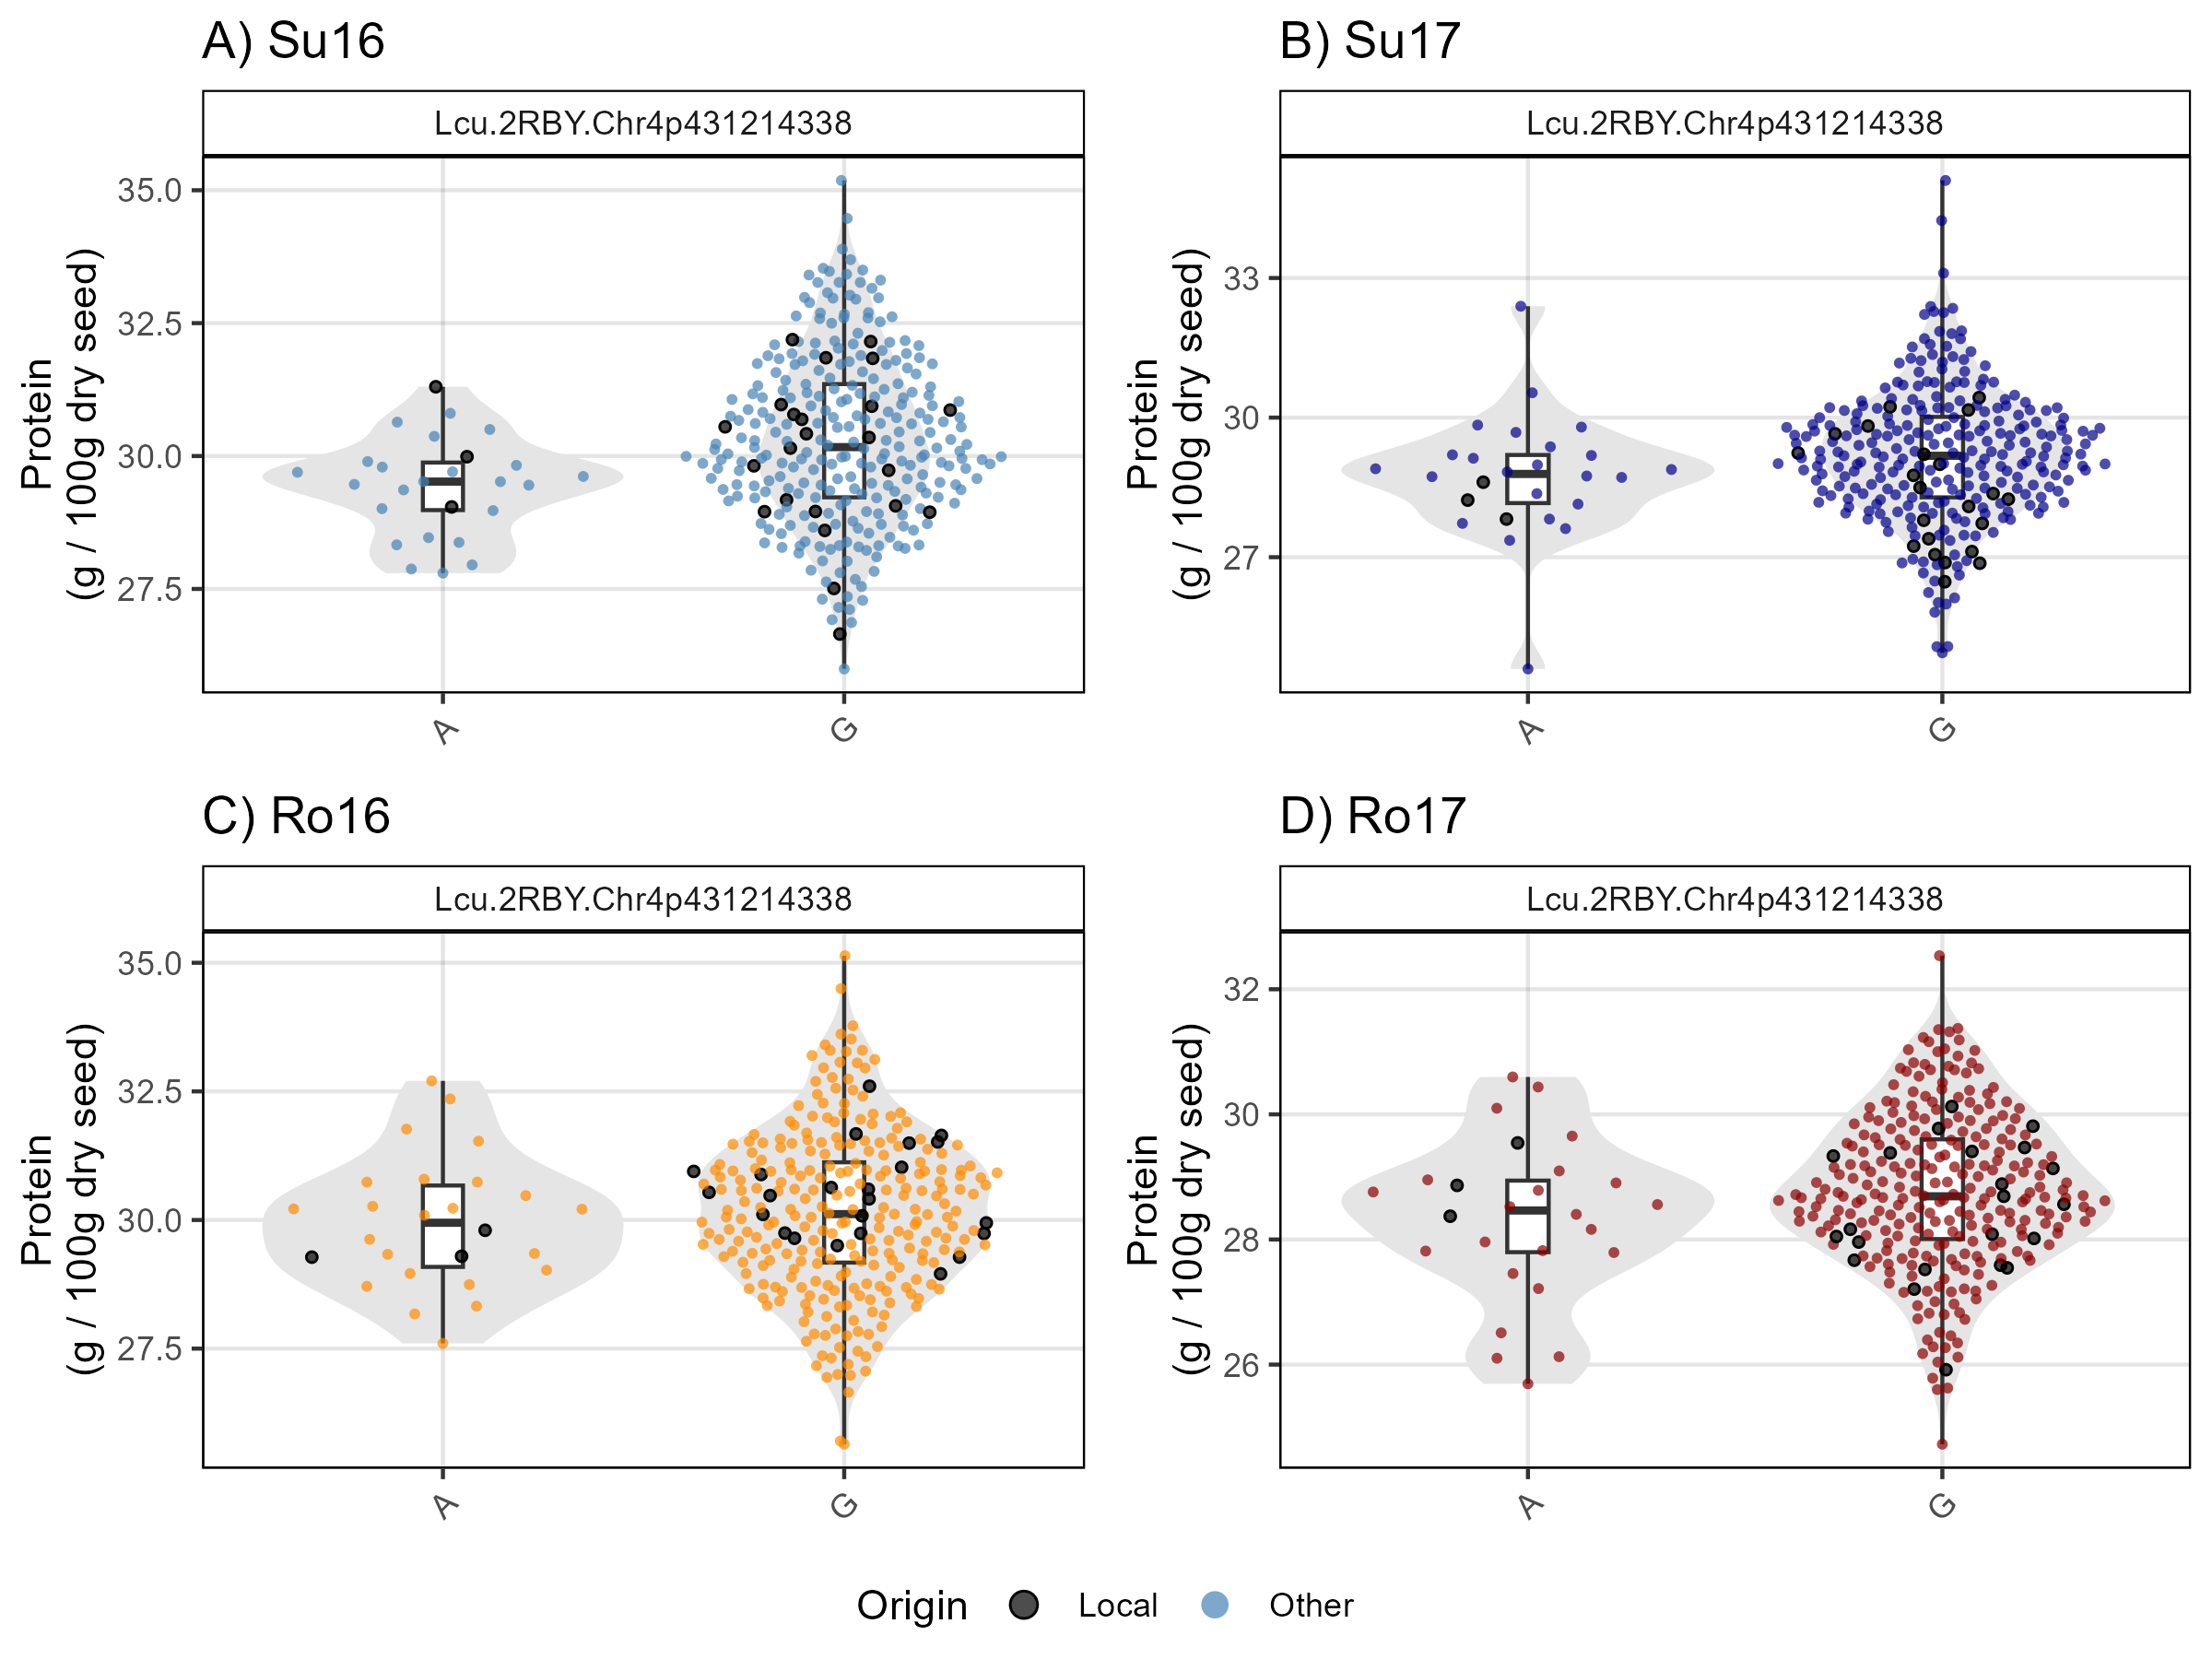 A) Su16
Lcu.2RBY.Chr4p431214338
Protein
(g / 100g dry seed)
35.0
32.5
30.0
27.5
A
G
B) Su17
Lcu.2RBY.Chr4p431214338
Protein
(g / 100g dry seed)
33
30
27
A
G
C) Ro16
Lcu.2RBY.Chr4p431214338
Protein
(g / 100g dry seed)
35.0
32.5
30.0
27.5
A
G
D) Ro17
Lcu.2RBY.Chr4p431214338
Protein
(g / 100g dry seed)
32
30
28
26
A
G
Origin Local Other